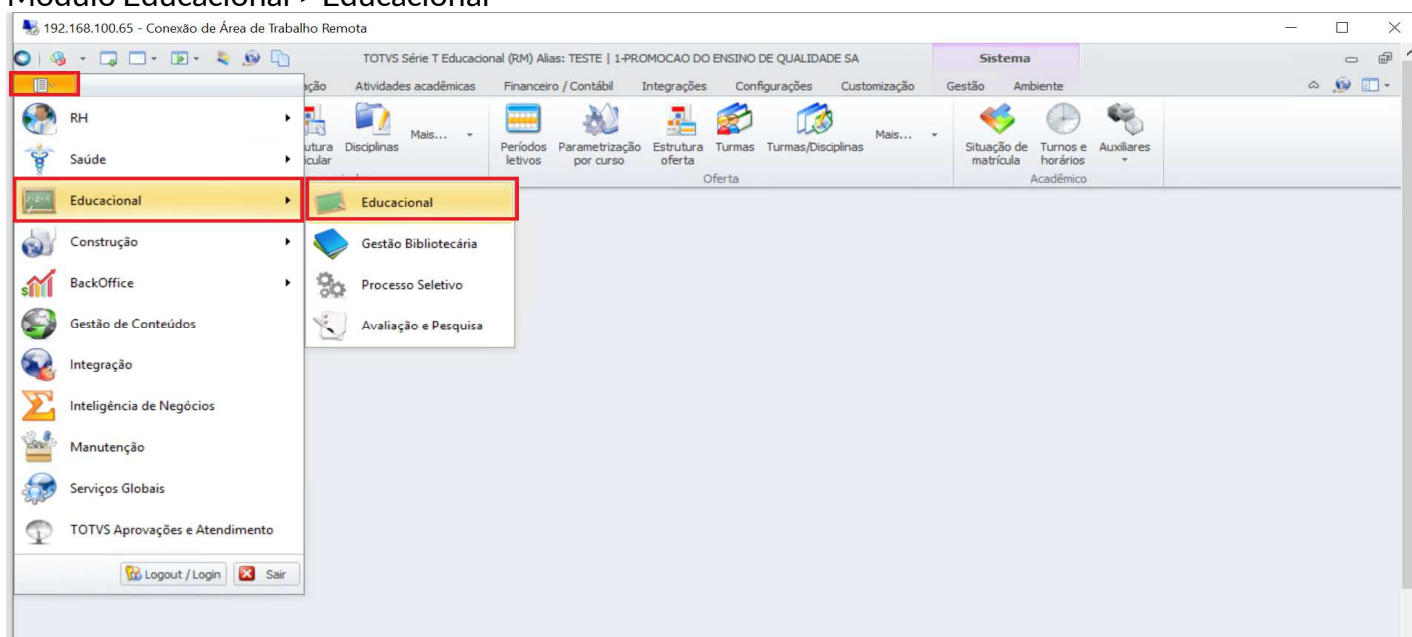 Módulo Educacional > Educacional
192.168.100.65 - Conexão de Área de Trabalho Remota
TOTVS Série T Educacional (RM) Alias: TESTE | 1-PROMOCAO DO ENSINO DE QUALIDADE SA
Sistema
Atividades acadêmicas Financeiro / Contábil Integrações Configurações Customização Gestão Ambiente
RH
Saúde
Educacional
Construção
BackOffice
Gestão de Conteúdos
Integração
Inteligência de Negócios
Manutenção
Serviços Globais
TOTVS Aprovações e Atendimento
Logout / Login Sair
Educacional
Gestão Bibliotecária
Processo Seletivo
Avaliação e Pesquisa
Disciplinas Mais...
Períodos letivos
Parametrização por curso
Estrutura oferta
Turmas
Turmas/Disciplinas
Mais...
Oferta
Situação de matrícula
Turnos e horários
Auxiliares
Acadêmico